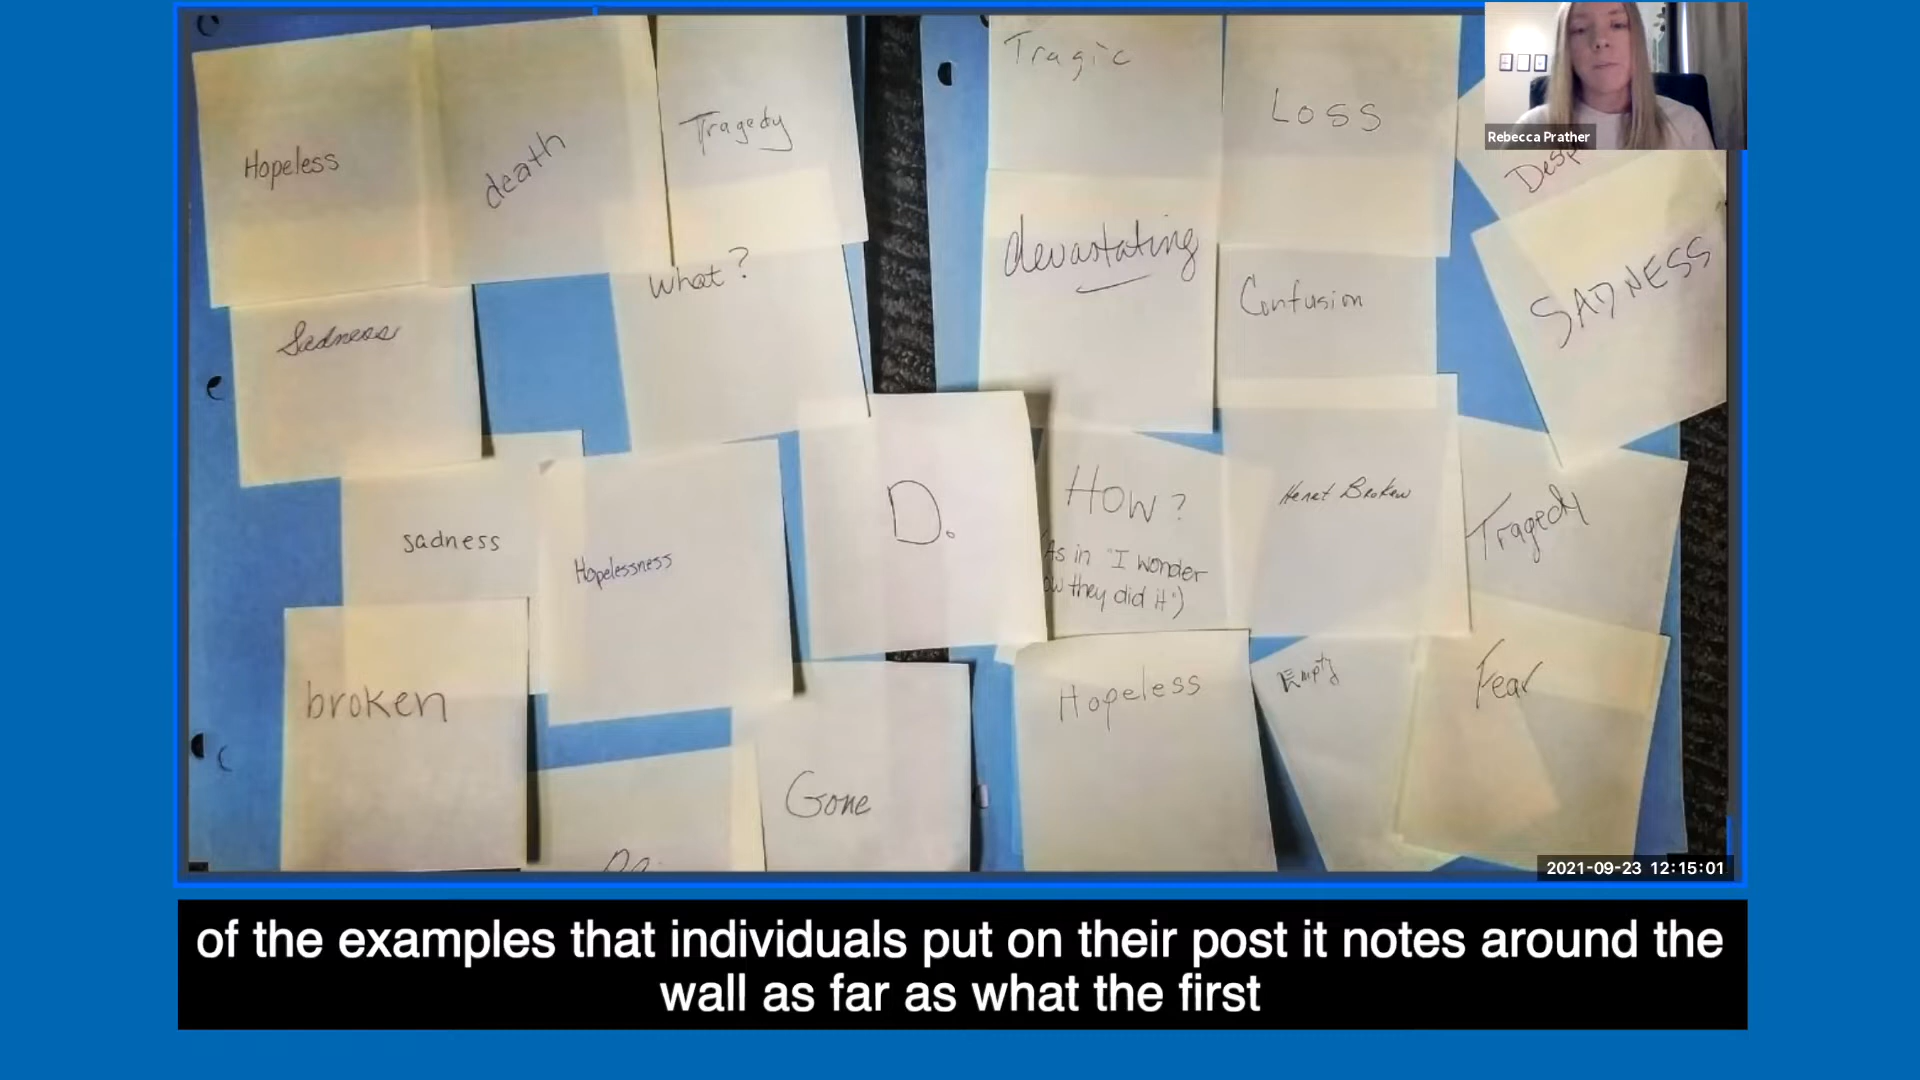 Hopeless
death
Tragedy
Tragic
Loss
Rebecca Prather
Sadness
What?
devastating
Confusion
SADNESS
sadness
Hopelessness
D.
How?
As in "I wonder
they did it")
Heart Broken
Tragedy
broken
Gone
Hopeless
Empty
Fear
2021-09-23 12:15:01
of the examples that individuals put on their post it notes around the
wall as far as what the first